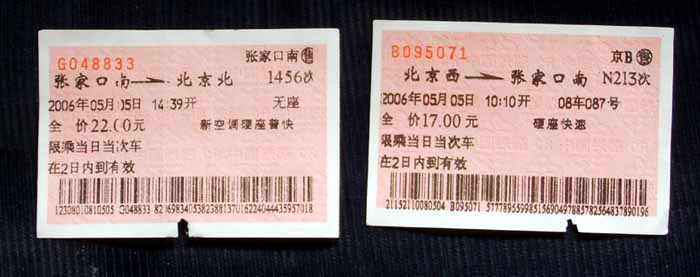 G048833 张家口南售
张家口南→北京北 1456次
2006年05月05日 14:39开 无座
全 价22.00元 新空调硬座普快
限乘当日当次车
在2日内到有效
12308010810505 G048833
B095071 京B售
北京西→张家口南 N213次
2006年05月05日 10:10开 08车087号
全 价17.00元 硬座快速
限乘当日当次车
在2日内到有效
21152110080504 B095071